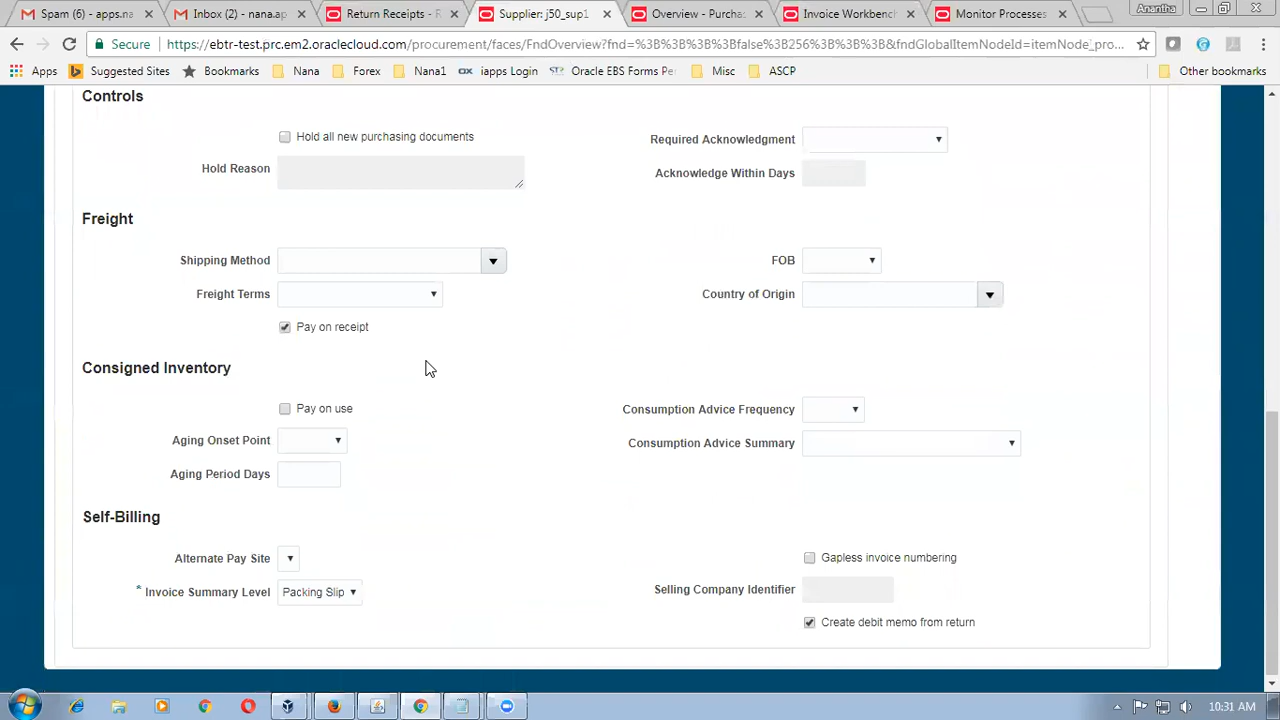 Spam (6) - apps.na
Inbox (2) - nana.ap
Return Receipts - R
Supplier: j50_sup1
Overview - Purchas
Invoice Workbench
Monitor Processes
Anantha
Secure https://ebtr-test.prc.em2.oraclecloud.com/procurement/faces/FndOverview?fnd=%3B%3B%3B%3Bfalse%3B256%3B%3B%3B&fndGlobalItemNodeId=itemNode_pro...
Apps Suggested Sites Bookmarks Nana Forex Nana1 iapps Login Oracle EBS Forms Per Misc ASCP Other bookmarks
Controls
Hold all new purchasing documents
Required Acknowledgment
Hold Reason
Acknowledge Within Days
Freight
Shipping Method
FOB
Freight Terms
Country of Origin
Pay on receipt
Consigned Inventory
Pay on use
Consumption Advice Frequency
Aging Onset Point
Consumption Advice Summary
Aging Period Days
Self-Billing
Alternate Pay Site
Gapless invoice numbering
* Invoice Summary Level Packing Slip
Selling Company Identifier
Create debit memo from return
10:31 AM